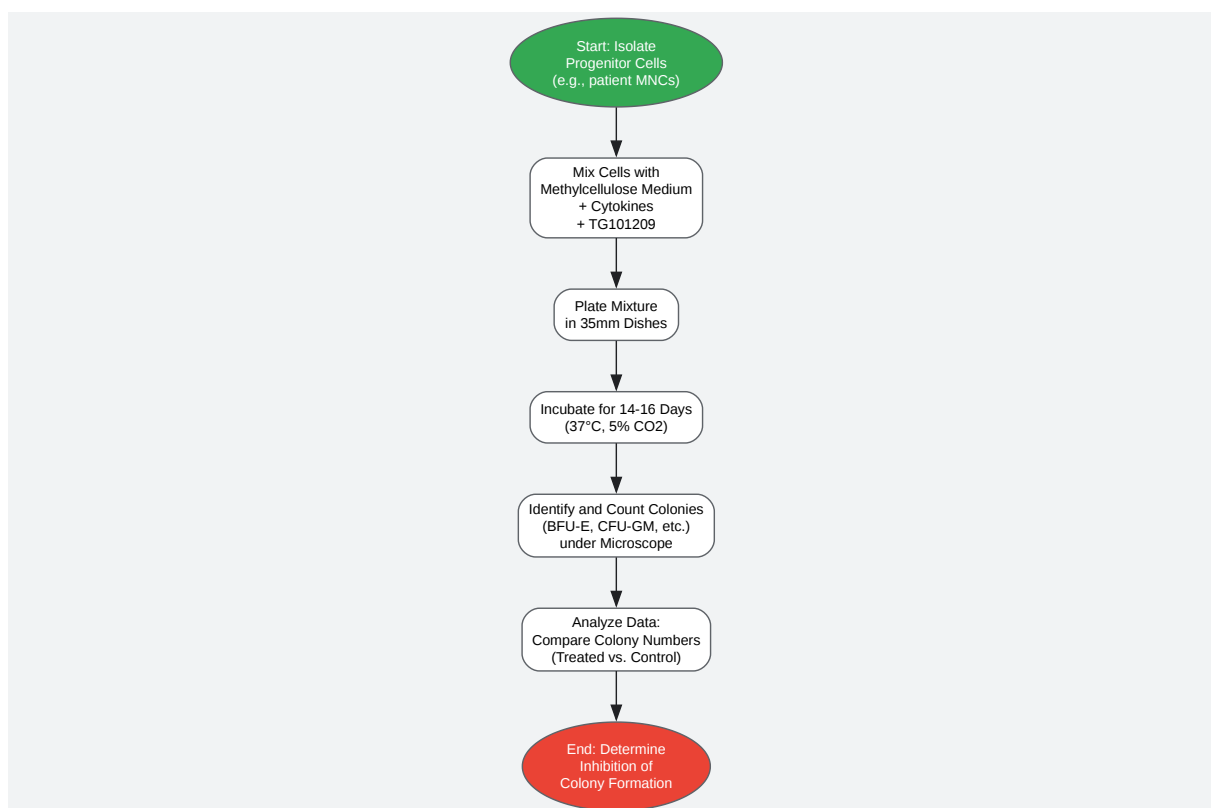 Start: Isolate
Progenitor Cells
(e.g., patient MNCs)
Mix Cells with
Methylcellulose Medium
+ Cytokines
+ TG101209
Plate Mixture
in 35mm Dishes
Incubate for 14-16 Days
(37°C, 5% CO2)
Identify and Count Colonies
(BFU-E, CFU-GM, etc.)
under Microscope
Analyze Data:
Compare Colony Numbers
(Treated vs. Control)
End: Determine
Inhibition of
Colony Formation